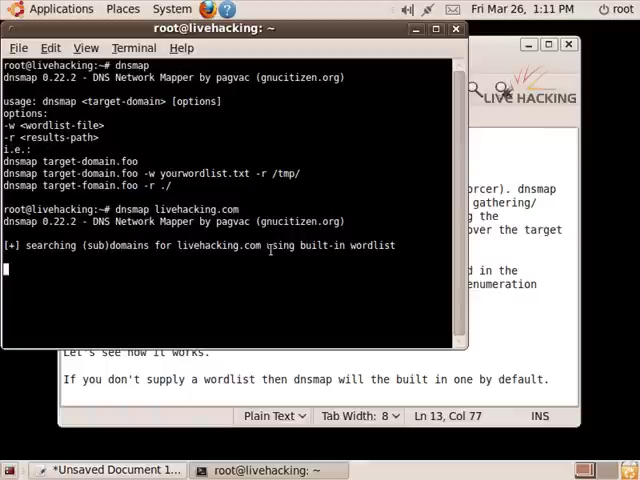 Applications Places System Fri Mar 26, 1:11 PM root
root@livehacking: ~
File Edit View Terminal Help
root@livehacking:~# dnsmap
dnsmap 0.22.2 - DNS Network Mapper by pagvac (gnucitizen.org)
usage: dnsmap <target-domain> [options]
options:
-w <wordlist-file>
-r <results-path>
i.e.:
dnsmap target-domain.foo
dnsmap target-domain.foo -w yourwordlist.txt -r /tmp/
dnsmap target-fomain.foo -r ./
root@livehacking:~# dnsmap livehacking.com
dnsmap 0.22.2 - DNS Network Mapper by pagvac (gnucitizen.org)
[+] searching (sub)domains for livehacking.com using built-in wordlist
LIVE HACKING
orcer). dnsmap
gathering/
g the
over the target
d in the
enumeration
Let's see how it works.
If you don't supply a wordlist then dnsmap will the built in one by default.
Plain Text Tab Width: 8 Ln 13, Col 77 INS
*Unsaved Document 1... root@livehacking: ~